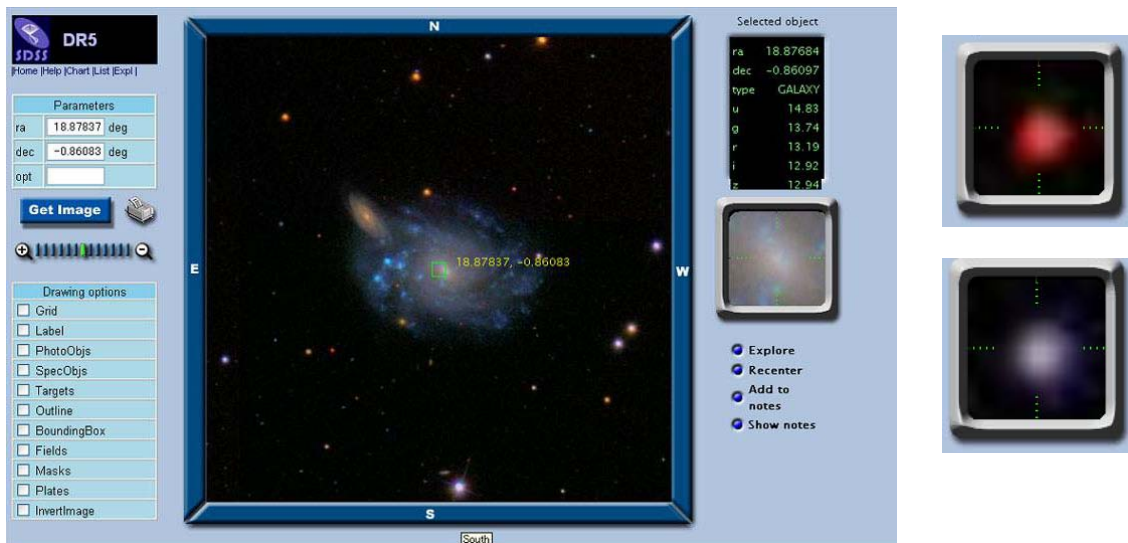 SDSS
DR5
|Home |Help |Chart |List |Expl |
Parameters
ra 18.87837 deg
dec -0.86083 deg
opt
Get Image
Drawing options
Grid
Label
PhotoObjs
SpecObjs
Targets
Outline
BoundingBox
Fields
Masks
Plates
InvertImage
N
E
18.87837, -0.86083
W
S
South
Selected object
ra 18.87684
dec -0.86097
type GALAXY
u 14.83
g 13.74
r 13.19
i 12.92
z 12.94
Explore
Recenter
Add to
notes
Show notes